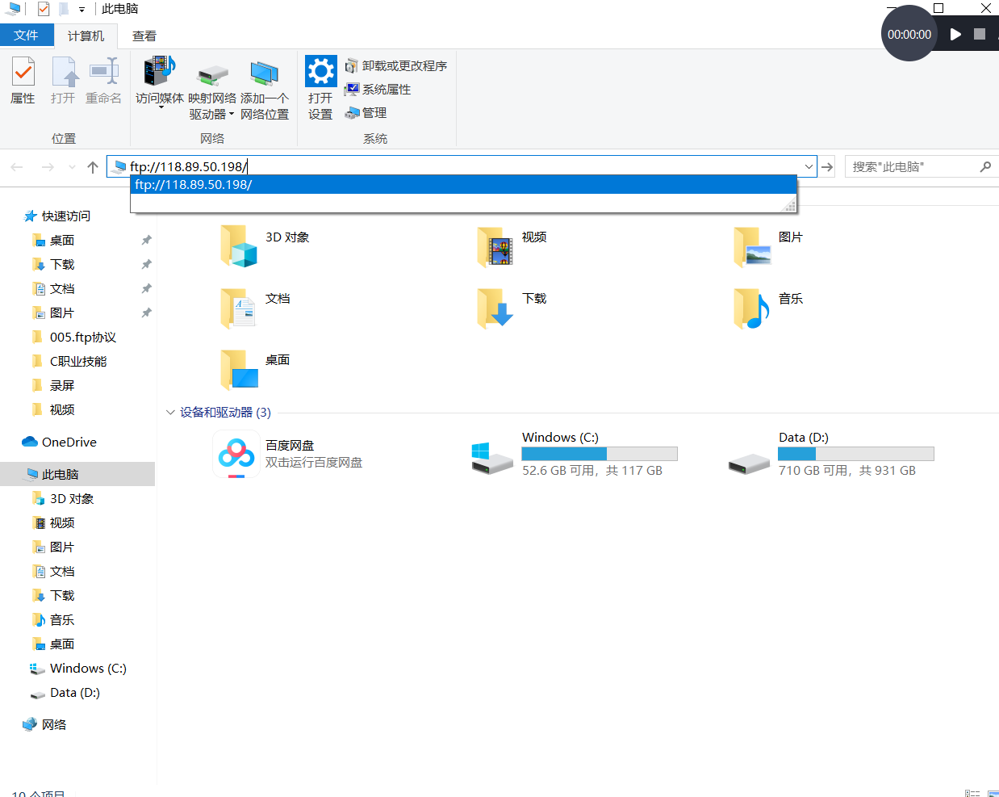 此电脑
文件
计算机
查看
00:00:00
属性
打开
重命名
访问媒体
映射网络
驱动器
添加一个
网络位置
打开
设置
卸载或更改程序
系统属性
管理
位置
网络
系统
ftp://118.89.50.198/
搜索"此电脑"
ftp://118.89.50.198/
快速访问
桌面
下载
文档
图片
005.ftp协议
C职业技能
录屏
视频
OneDrive
此电脑
3D 对象
视频
图片
文档
下载
音乐
桌面
Windows (C:)
Data (D:)
网络
3D 对象
视频
图片
文档
下载
音乐
桌面
设备和驱动器 (3)
百度网盘
双击运行百度网盘
Windows (C:)
52.6 GB 可用，共 117 GB
Data (D:)
710 GB 可用，共 931 GB
10 个项目